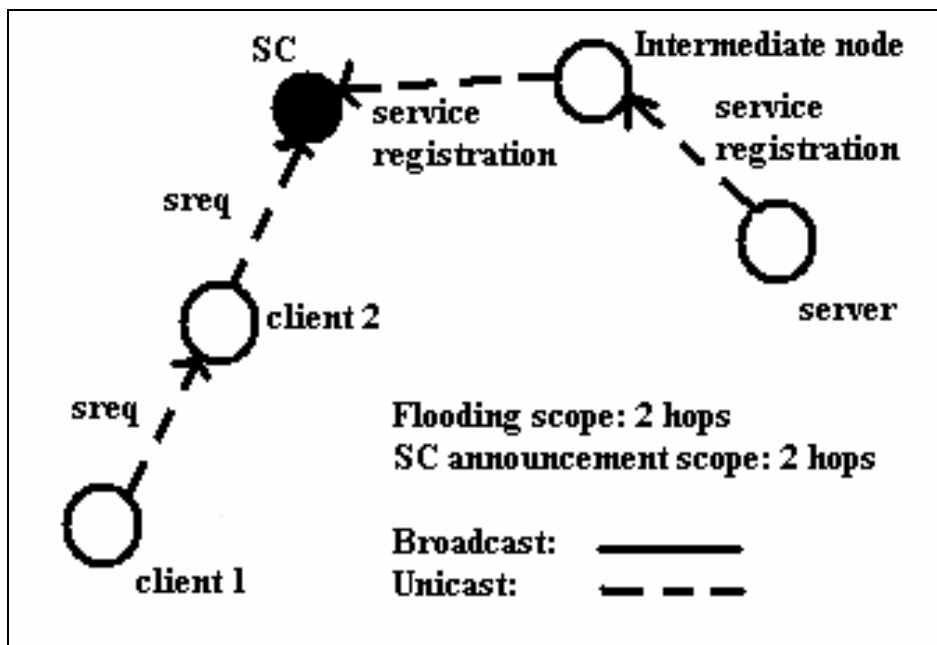 SC
Intermediate node
service
registration
service
registration
sreq
client 2
server
sreq
Flooding scope: 2 hops
SC announcement scope: 2 hops
client 1
Broadcast:
Unicast: